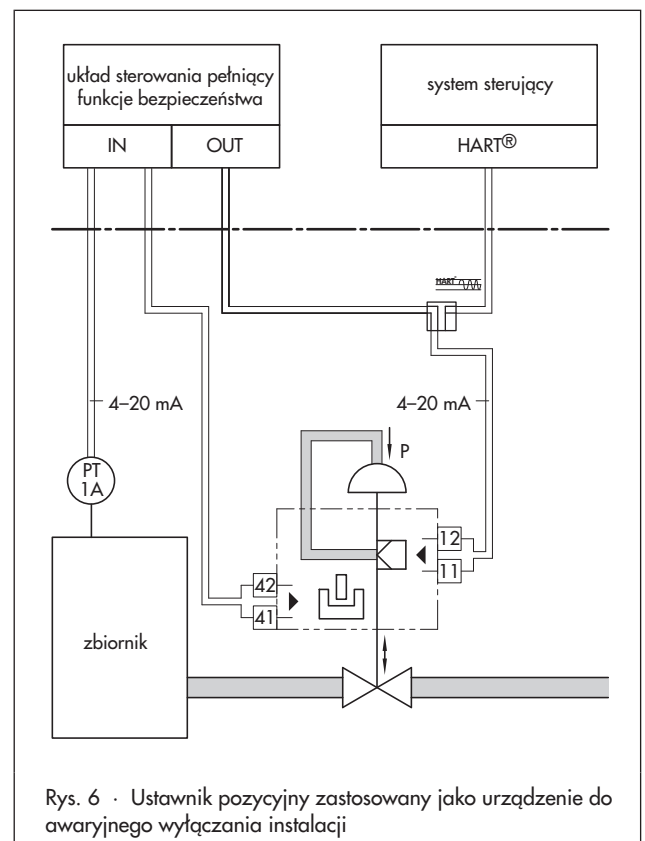 układ sterowania pełniący
funkcje bezpieczeństwa
IN
OUT
system sterujący
HART®
HART
4–20 mA
4–20 mA
PT
1A
P
12
11
42
41
zbiornik
Rys. 6 · Ustawnik pozycyjny zastosowany jako urządzenie do
awaryjnego wyłączania instalacji